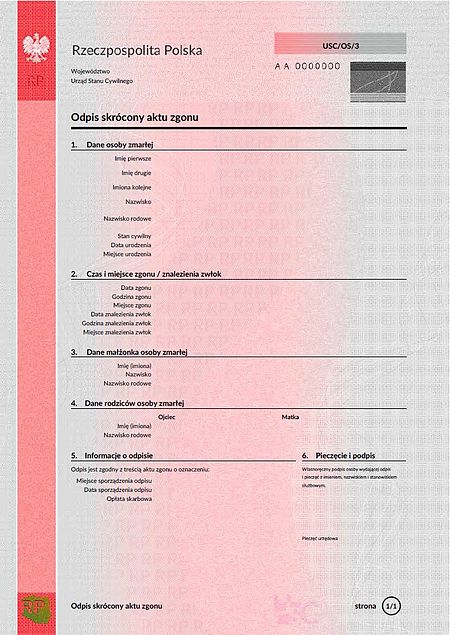 Rzeczpospolita Polska
USC/OS/3
Województwo
Urząd Stanu Cywilnego
AA 0000000
RP
Odpis skrócony aktu zgonu
1. Dane osoby zmarłej
Imię pierwsze
Imię drugie
Imiona kolejne
Nazwisko
Nazwisko rodowe
Stan cywilny
Data urodzenia
Miejsce urodzenia
2. Czas i miejsce zgonu / znalezienia zwłok
Data zgonu
Godzina zgonu
Miejsce zgonu
Data znalezienia zwłok
Godzina znalezienia zwłok
Miejsce znalezienia zwłok
3. Dane małżonka osoby zmarłej
Imię (imiona)
Nazwisko
Nazwisko rodowe
4. Dane rodziców osoby zmarłej
Ojciec Matka
Imię (imiona)
Nazwisko rodowe
5. Informacje o odpisie
Odpis jest zgodny z treścią aktu zgonu o oznaczeniu:
Miejsce sporządzenia odpisu
Data sporządzenia odpisu
Opłata skarbowa
6. Pieczęcie i podpis
Własnoręczny podpis osoby wydającej odpis
i pieczęć z imieniem, nazwiskiem i stanowiskiem
służbowym.
Pieczęć urzędowa
RP
Odpis skrócony aktu zgonu
strona 1/1